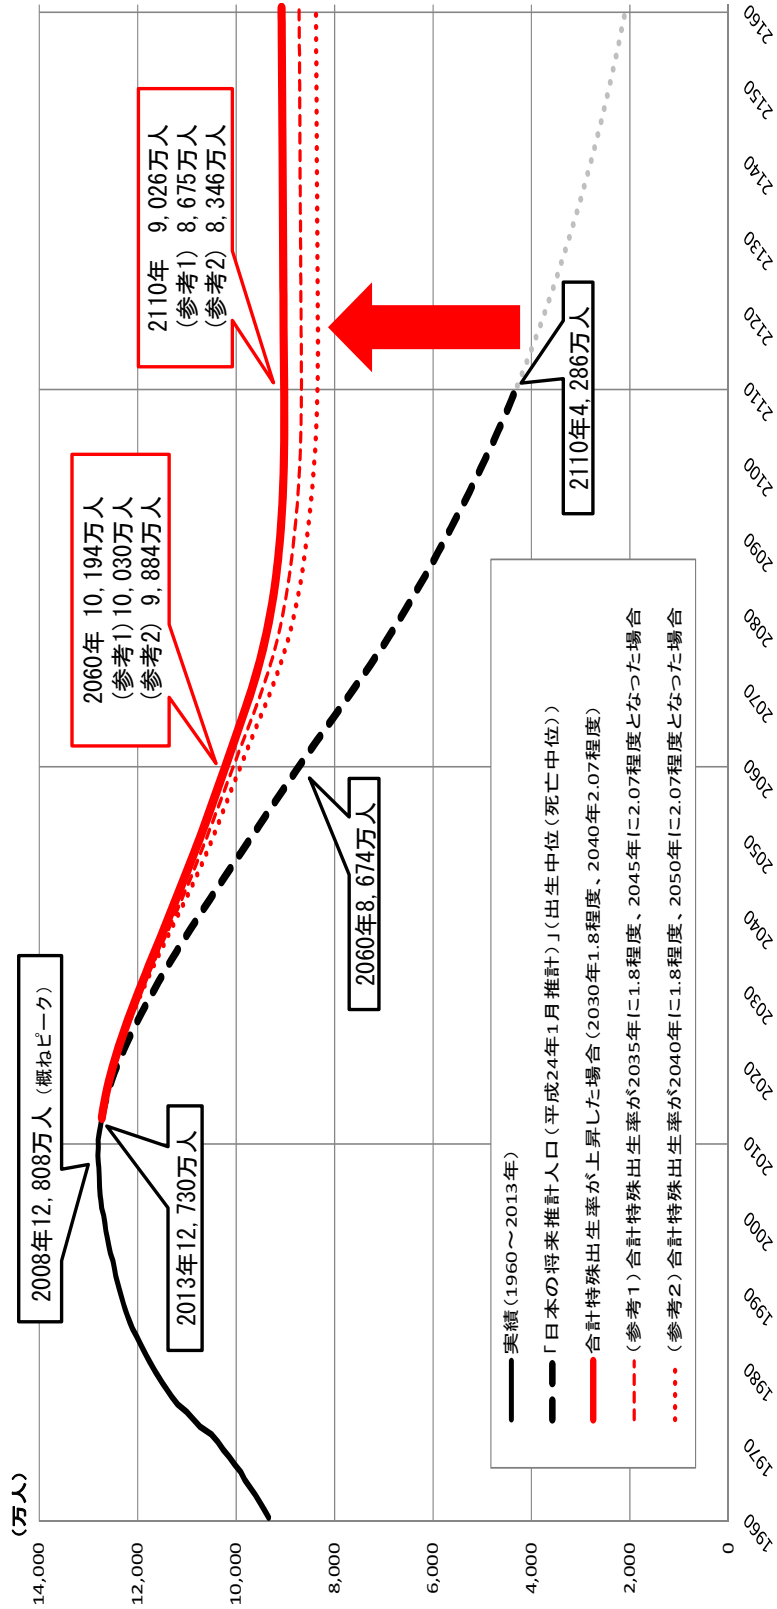 (万人)
14,000
12,000
10,000
8,000
6,000
4,000
2,000
0
2008年12,808万人 (概ねピーク)
2013年12,730万人
2060年 10,194万人
(参考1)10,030万人
(参考2) 9,884万人
2110年 9,026万人
(参考1) 8,675万人
(参考2) 8,346万人
2060年8,674万人
2110年4,286万人
実績(1960~2013年)
「日本の将来推計人口(平成24年1月推計)」(出生中位(死亡中位))
合計特殊出生率が上昇した場合(2030年1.8程度、2040年2.07程度)
(参考1)合計特殊出生率が2035年に1.8程度、2045年に2.07程度となった場合
(参考2)合計特殊出生率が2040年に1.8程度、2050年に2.07程度となった場合
1960
1970
1980
1990
2000
2010
2020
2030
2040
2050
2060
2070
2080
2090
2100
2110
2120
2130
2140
2150
2160